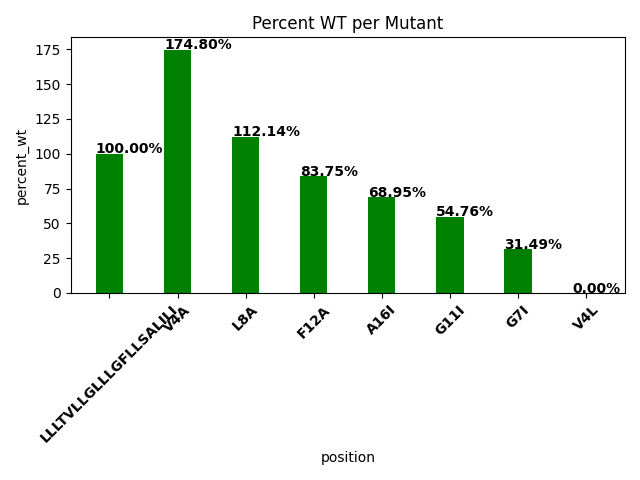 Percent WT per Mutant
percent_wt
175
150
125
100
75
50
25
0
100.00%
174.80%
112.14%
83.75%
68.95%
54.76%
31.49%
0.00%
LLLTVLLGLLLGFLLSALILI
V4A
L8A
F12A
A16I
G11I
G7I
V4L
position